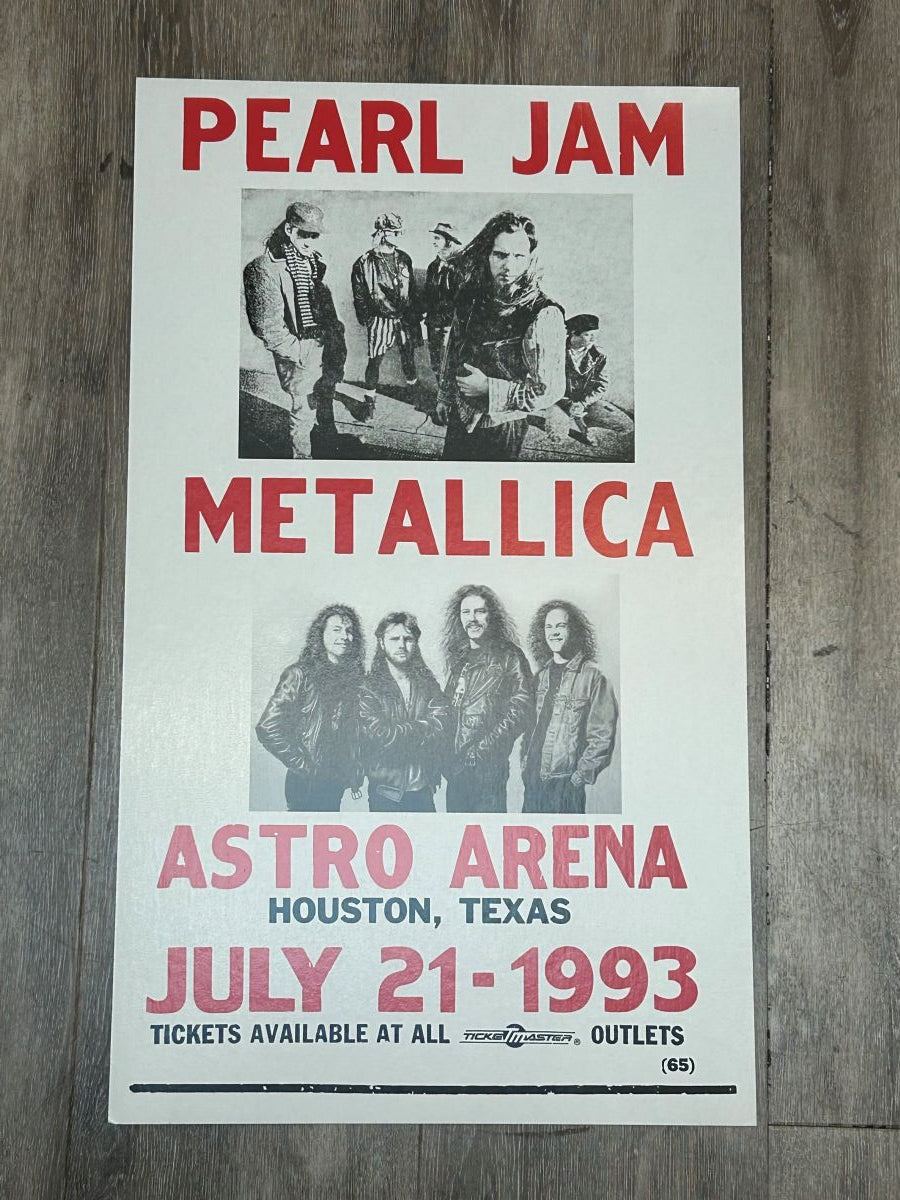 PEARL JAM
METALLICA
ASTRO ARENA
HOUSTON, TEXAS
JULY 21-1993
TICKETS AVAILABLE AT ALL TICKETMASTER® OUTLETS
(65)